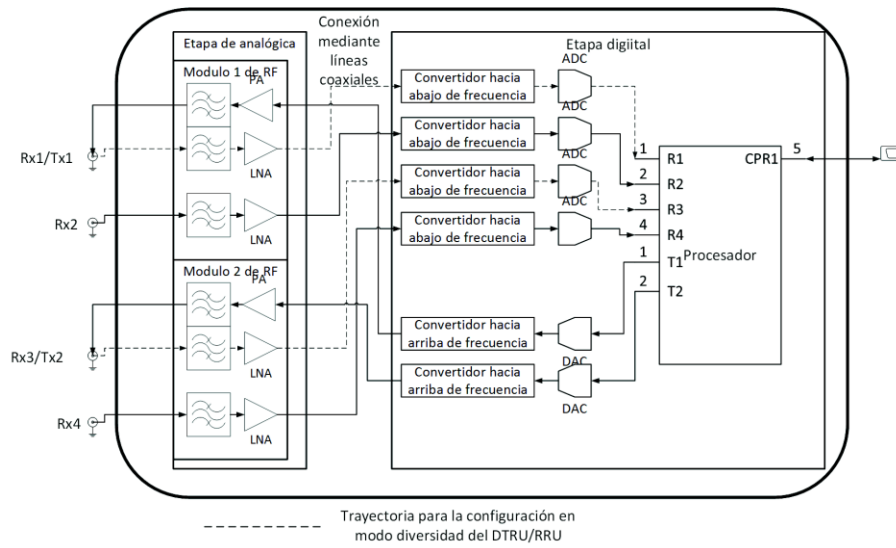 Etapa de analógica
Conexión
mediante
líneas
coaxiales
Etapa digiital
Modulo 1 de RF
PA
LNA
LNA
Rx1/Tx1
Rx2
Modulo 2 de RF
PA
LNA
LNA
Rx3/Tx2
Rx4
Convertidor hacia
abajo de frecuencia
ADC
Convertidor hacia
abajo de frecuencia
ADC
Convertidor hacia
abajo de frecuencia
ADC
Convertidor hacia
abajo de frecuencia
ADC
Convertidor hacia
arriba de frecuencia
DAC
Convertidor hacia
arriba de frecuencia
DAC
1 R1
2 R2
3 R3
4 R4
1 T1
2 T2
Procesador
CPR1 5
Trayectoria para la configuración en
modo diversidad del DTRU/RRU